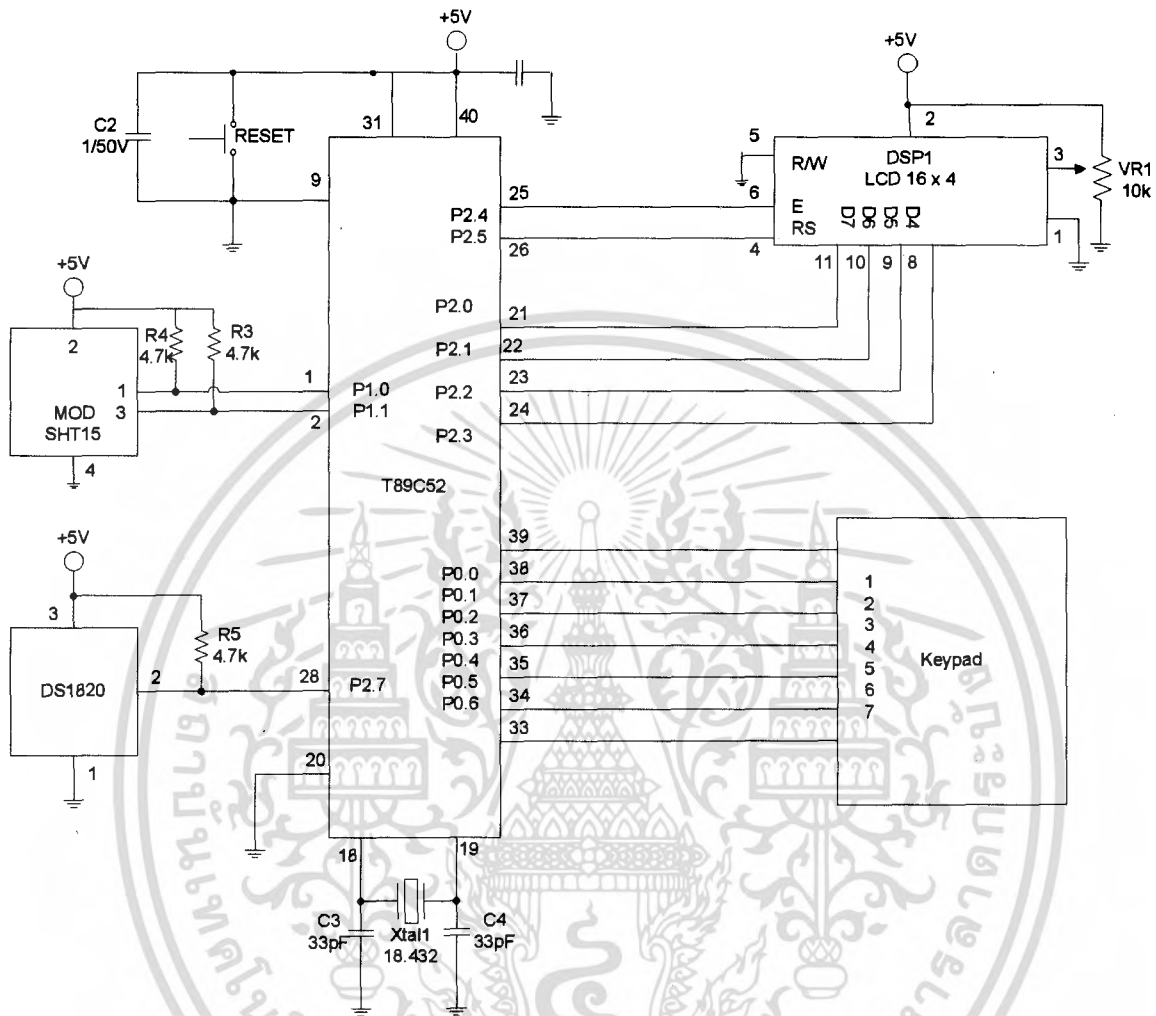 +5V
+5V
31
40
C2
1/50V
RESET
9
5
2
R/W
DSP1
LCD 16 x 4
3
VR1
10k
25
6
E
P2.4
P2.5
RS
D7
D6
D5
D4
26
4
1
11
10
9
8
+5V
P2.0
21
2
R4
4.7k
R3
4.7k
P2.1
22
1
1
P1.0
P2.2
23
3
P1.1
24
MOD
SHT15
2
P2.3
4
T89C52
+5V
39
P0.0
38
1
P0.1
37
2
3
P0.2
36
3
R5
4.7k
P0.3
35
4
Keypad
DS1820
2
28
P2.7
P0.4
34
5
P0.5
6
P0.6
33
7
1
20
18
19
C3
33pF
Xtal1
18.432
C4
33pF